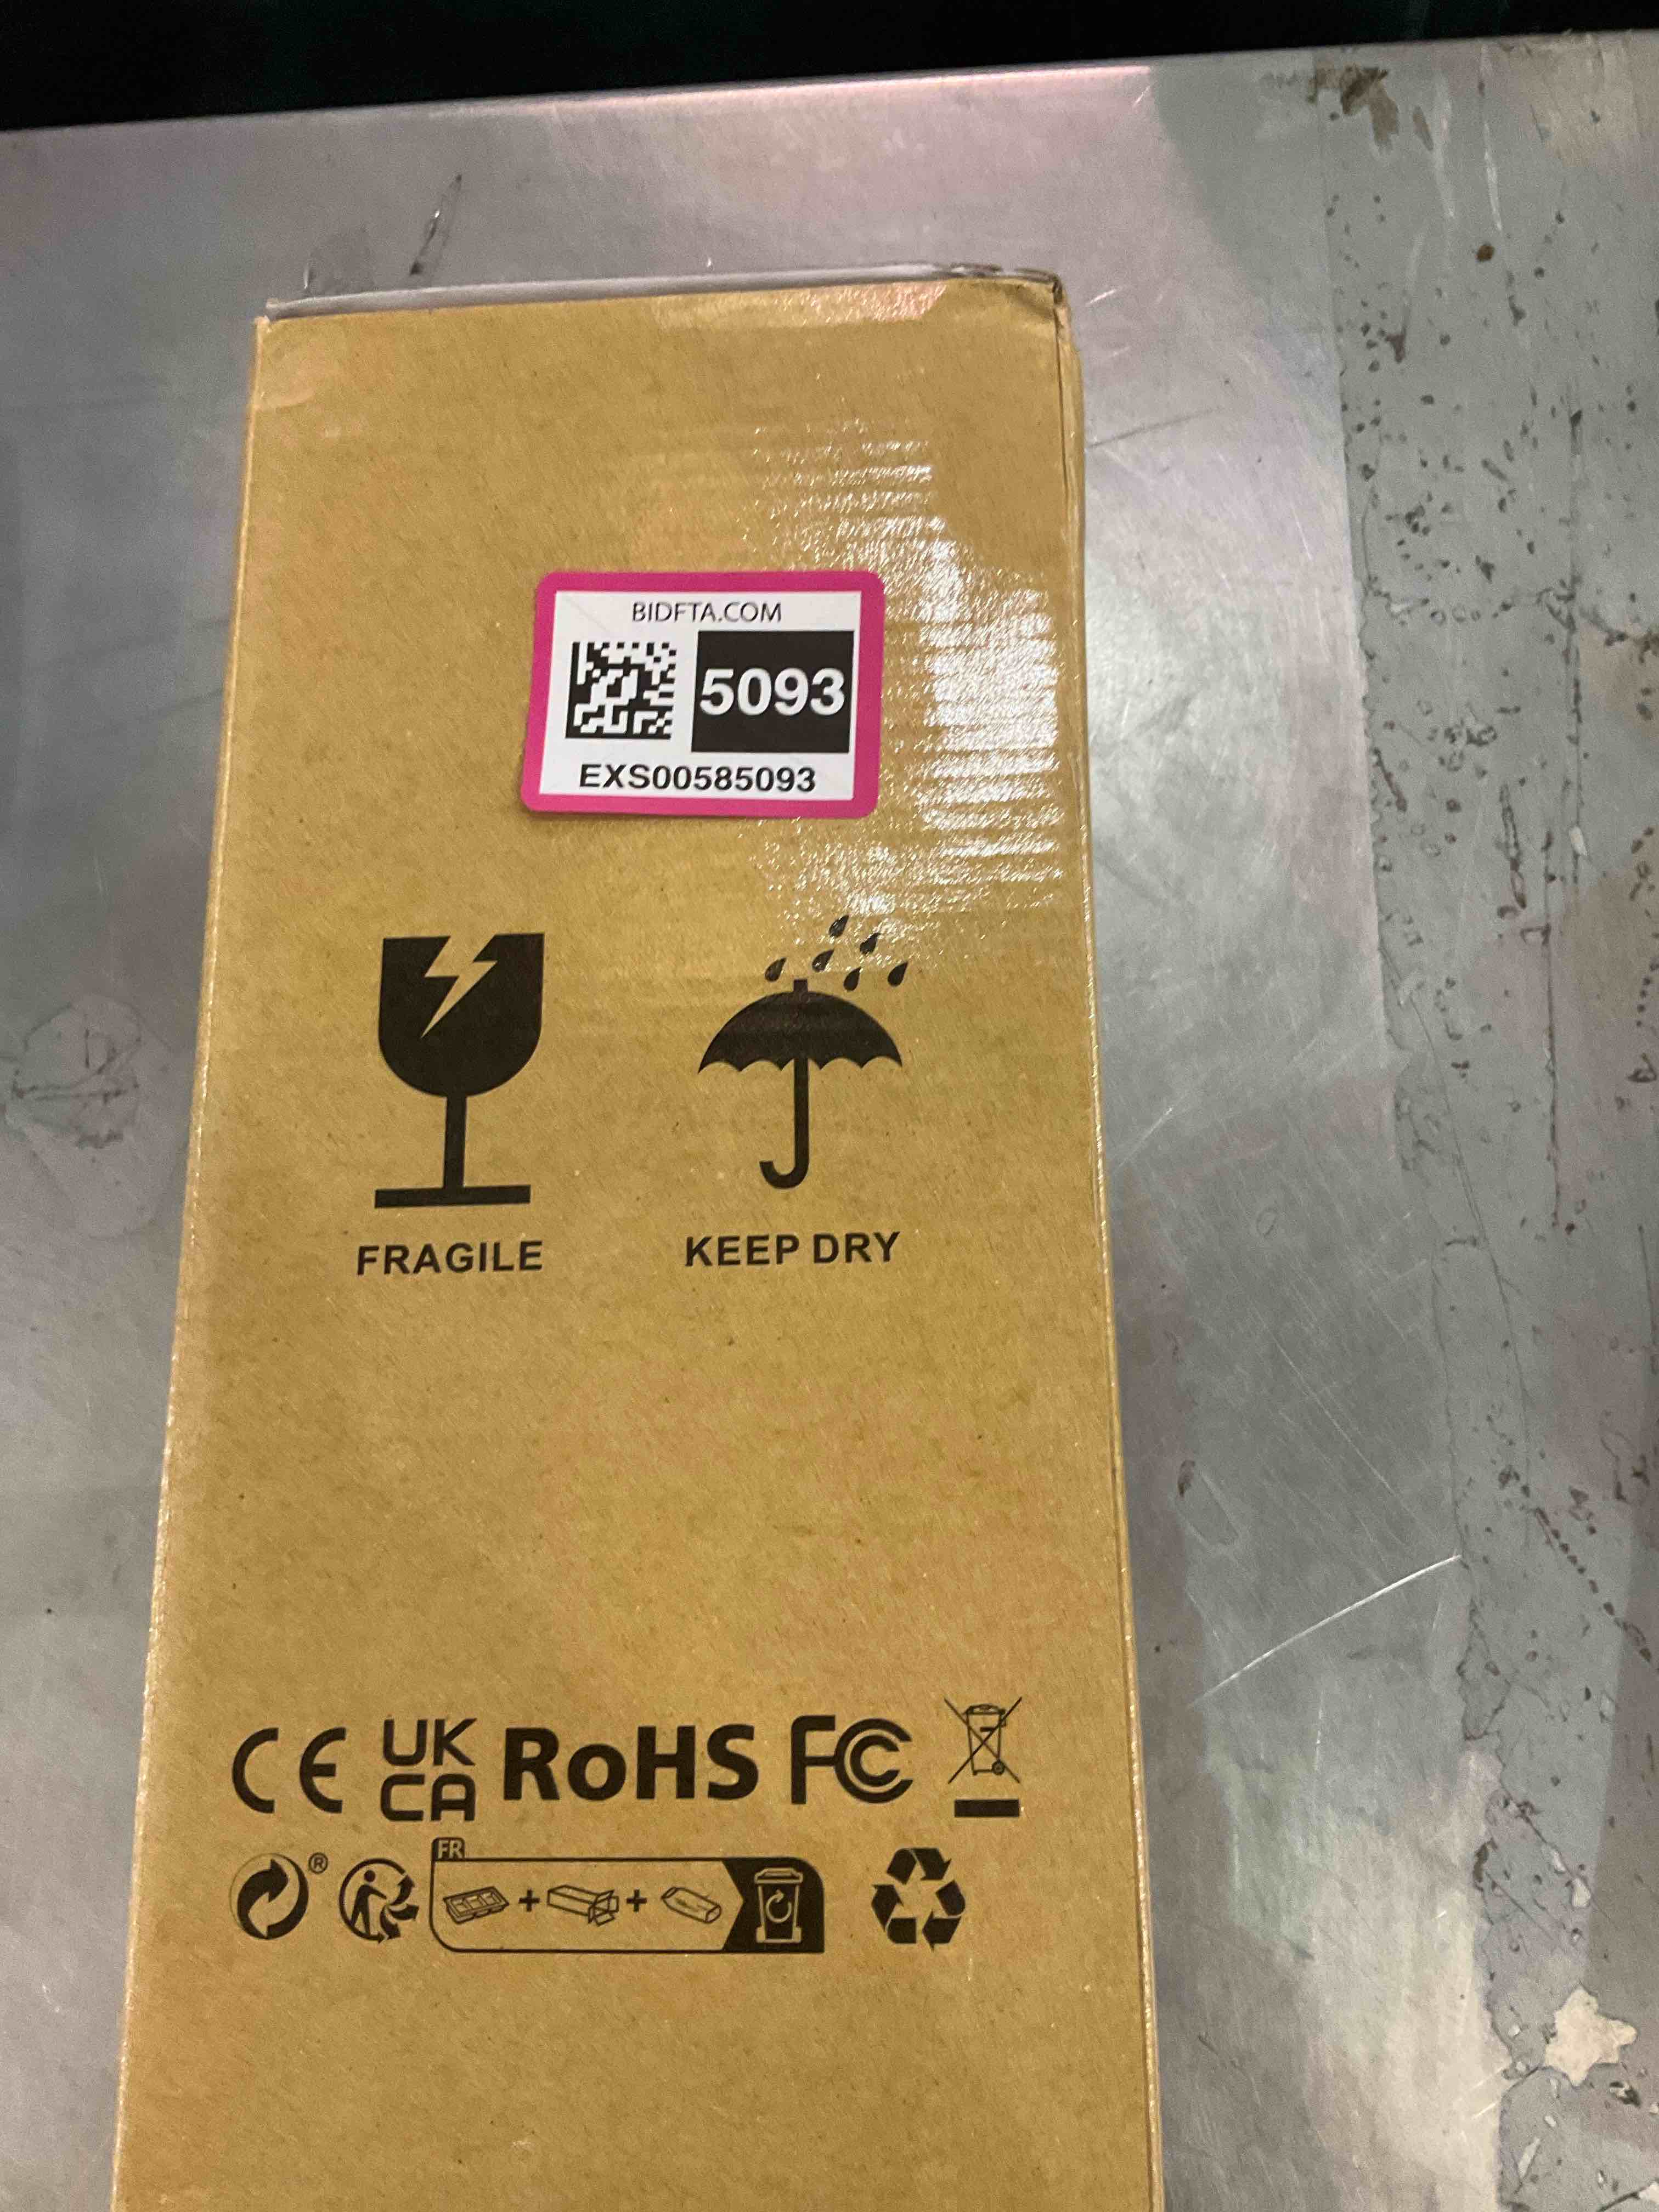 BIDFTA.COM
5093
EXS00585093
FRAGILE KEEP DRY
CE UK CA RoHS FC
® FR